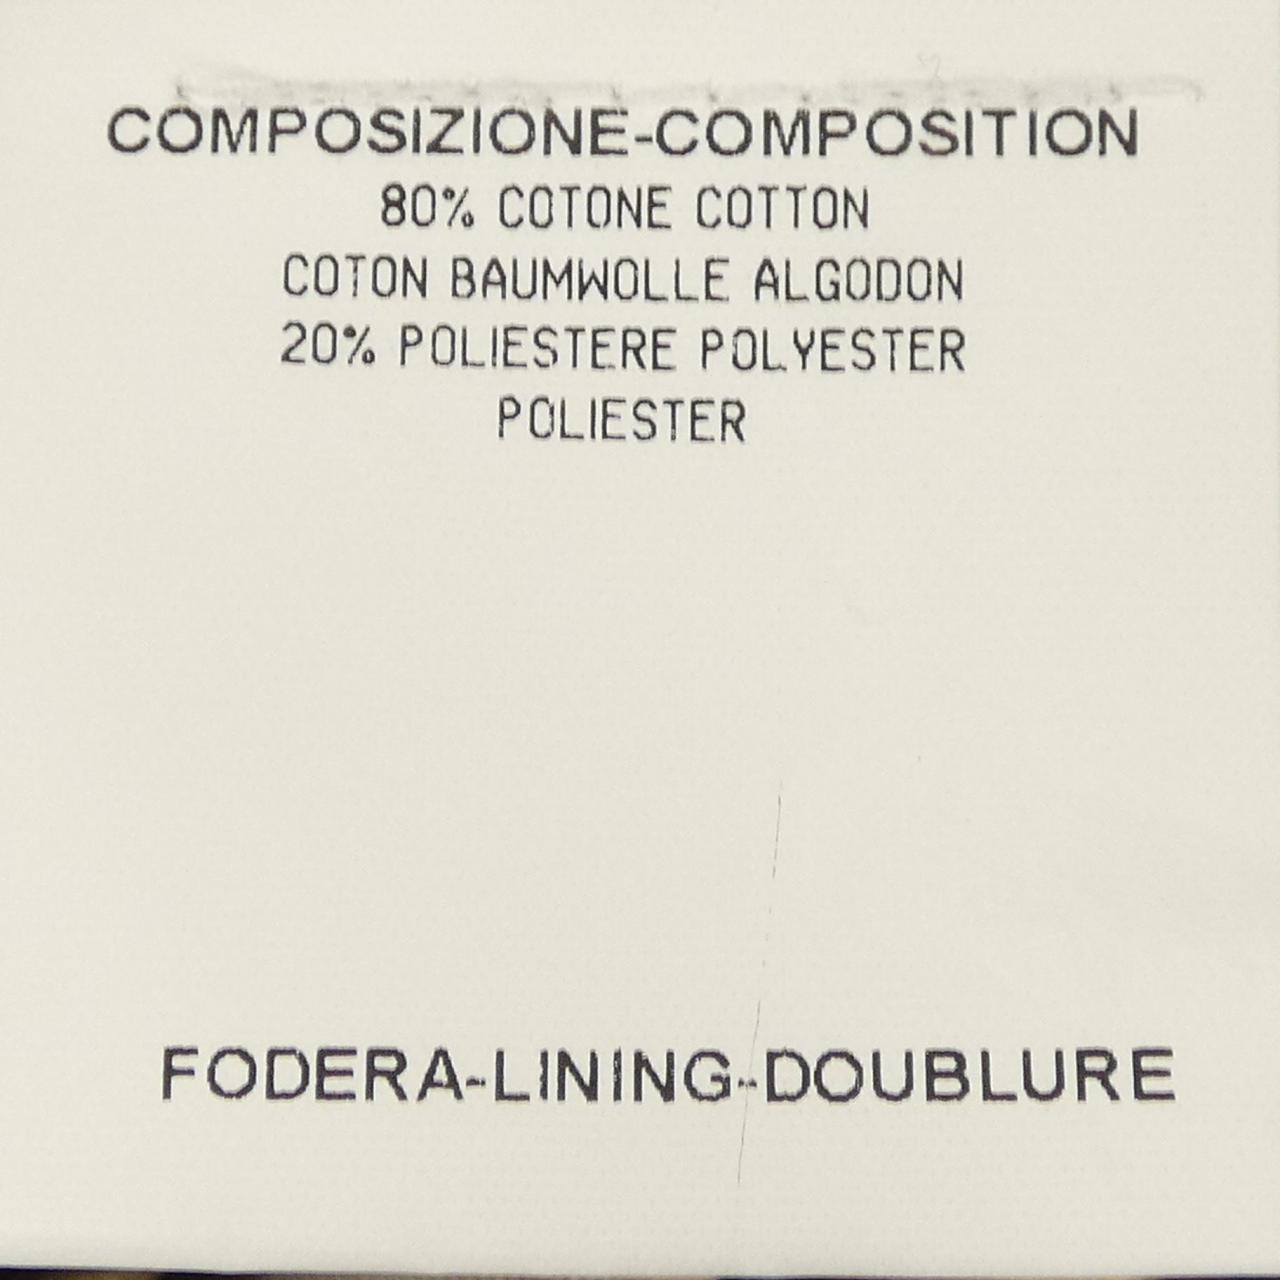 COMPOSIZIONE-COMPOSITION
80% COTONE COTTON
COTON BAUMWOLLE ALGODON
20% POLIESTERE POLYESTER
POLIESTER
FODERA-LINING-DOUBLURE